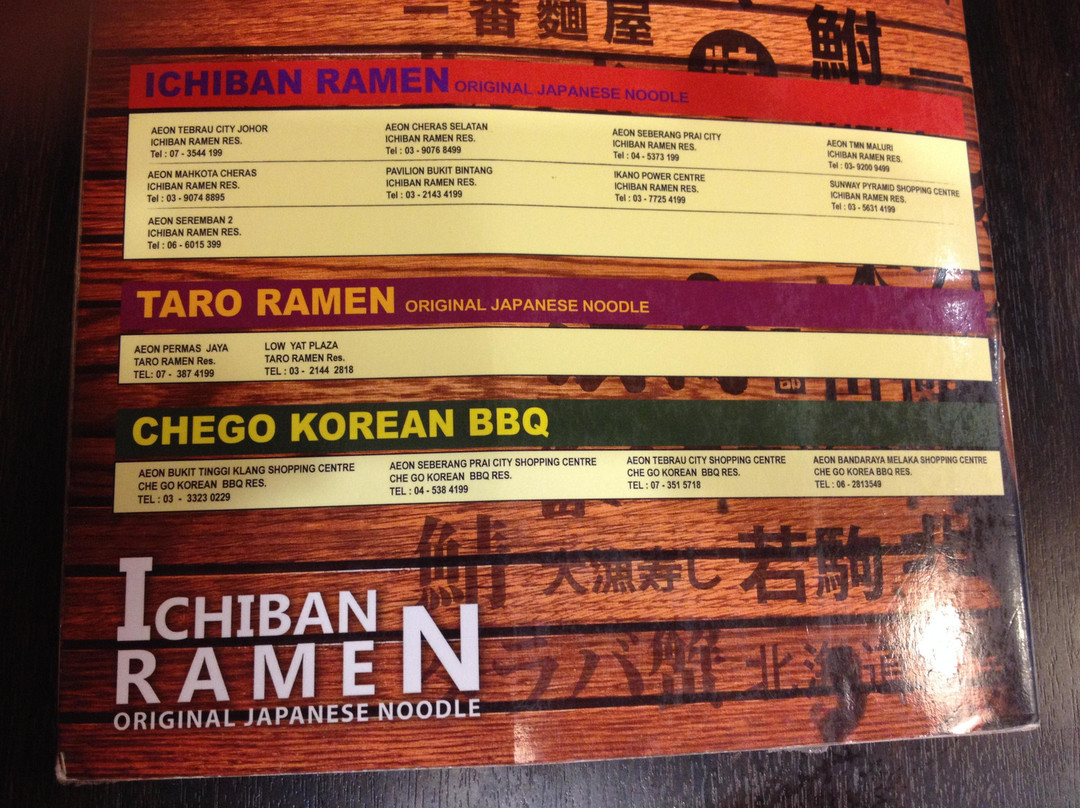 一番麺屋
鮒
ICHIBAN RAMEN ORIGINAL JAPANESE NOODLE
AEON TEBRAU CITY JOHOR
ICHIBAN RAMEN RES.
Tel : 07 - 3544 199
AEON CHERAS SELATAN
ICHIBAN RAMEN RES.
Tel : 03 - 9076 8499
AEON SEBERANG PRAI CITY
ICHIBAN RAMEN RES.
Tel : 04 - 5373 199
AEON TMN MALURI
ICHIBAN RAMEN RES.
Tel : 03- 9200 9499
AEON MAHKOTA CHERAS
ICHIBAN RAMEN RES.
Tel : 03 - 9074 8895
PAVILION BUKIT BINTANG
ICHIBAN RAMEN RES.
Tel : 03 - 2143 4199
IKANO POWER CENTRE
ICHIBAN RAMEN RES.
Tel : 03 - 7725 4199
SUNWAY PYRAMID SHOPPING CENTRE
ICHIBAN RAMEN RES.
Tel : 03 - 5631 4199
AEON SEREMBAN 2
ICHIBAN RAMEN RES.
Tel : 06 - 6015 399
TARO RAMEN ORIGINAL JAPANESE NOODLE
AEON PERMAS JAYA
TARO RAMEN Res.
TEL: 07 - 387 4199
LOW YAT PLAZA
TARO RAMEN Res.
TEL : 03 - 2144 2818
CHEGO KOREAN BBQ
AEON BUKIT TINGGI KLANG SHOPPING CENTRE
CHE GO KOREAN BBQ RES.
TEL : 03 - 3323 0229
AEON SEBERANG PRAI CITY SHOPPING CENTRE
CHE GO KOREAN BBQ RES.
TEL : 04 - 538 4199
AEON TEBRAU CITY SHOPPING CENTRE
CHE GO KOREAN BBQ RES.
TEL : 07 - 351 5718
AEON BANDARAYA MELAKA SHOPPING CENTRE
CHE GO KOREA BBQ RES.
TEL : 06 - 2813549
大漁寿し
若駒
ラバ蟹
北海道
ICHIBAN
RAMEN
ORIGINAL JAPANESE NOODLE